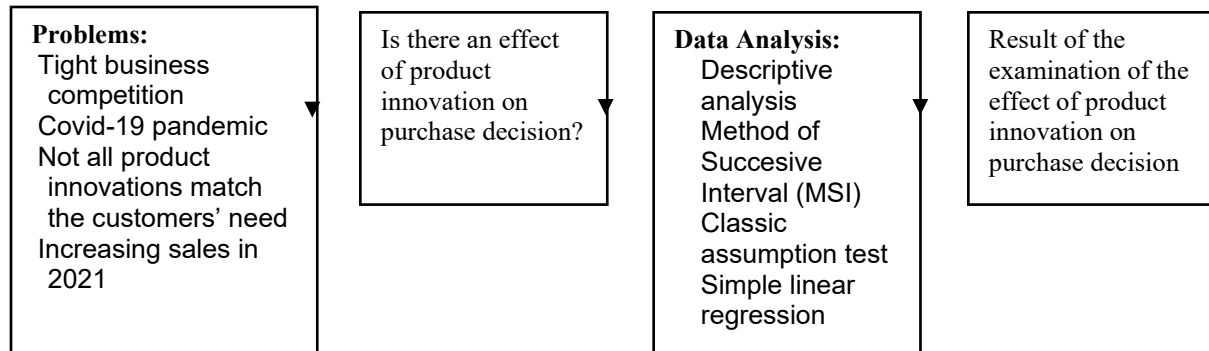 Problems:
Tight business
competition
Covid-19 pandemic
Not all product
innovations match
the customers’ need
Increasing sales in
2021
Is there an effect
of product
innovation on
purchase decision?
Data Analysis:
Descriptive
analysis
Method of
Succesive
Interval (MSI)
Classic
assumption test
Simple linear
regression
Result of the
examination of the
effect of product
innovation on
purchase decision